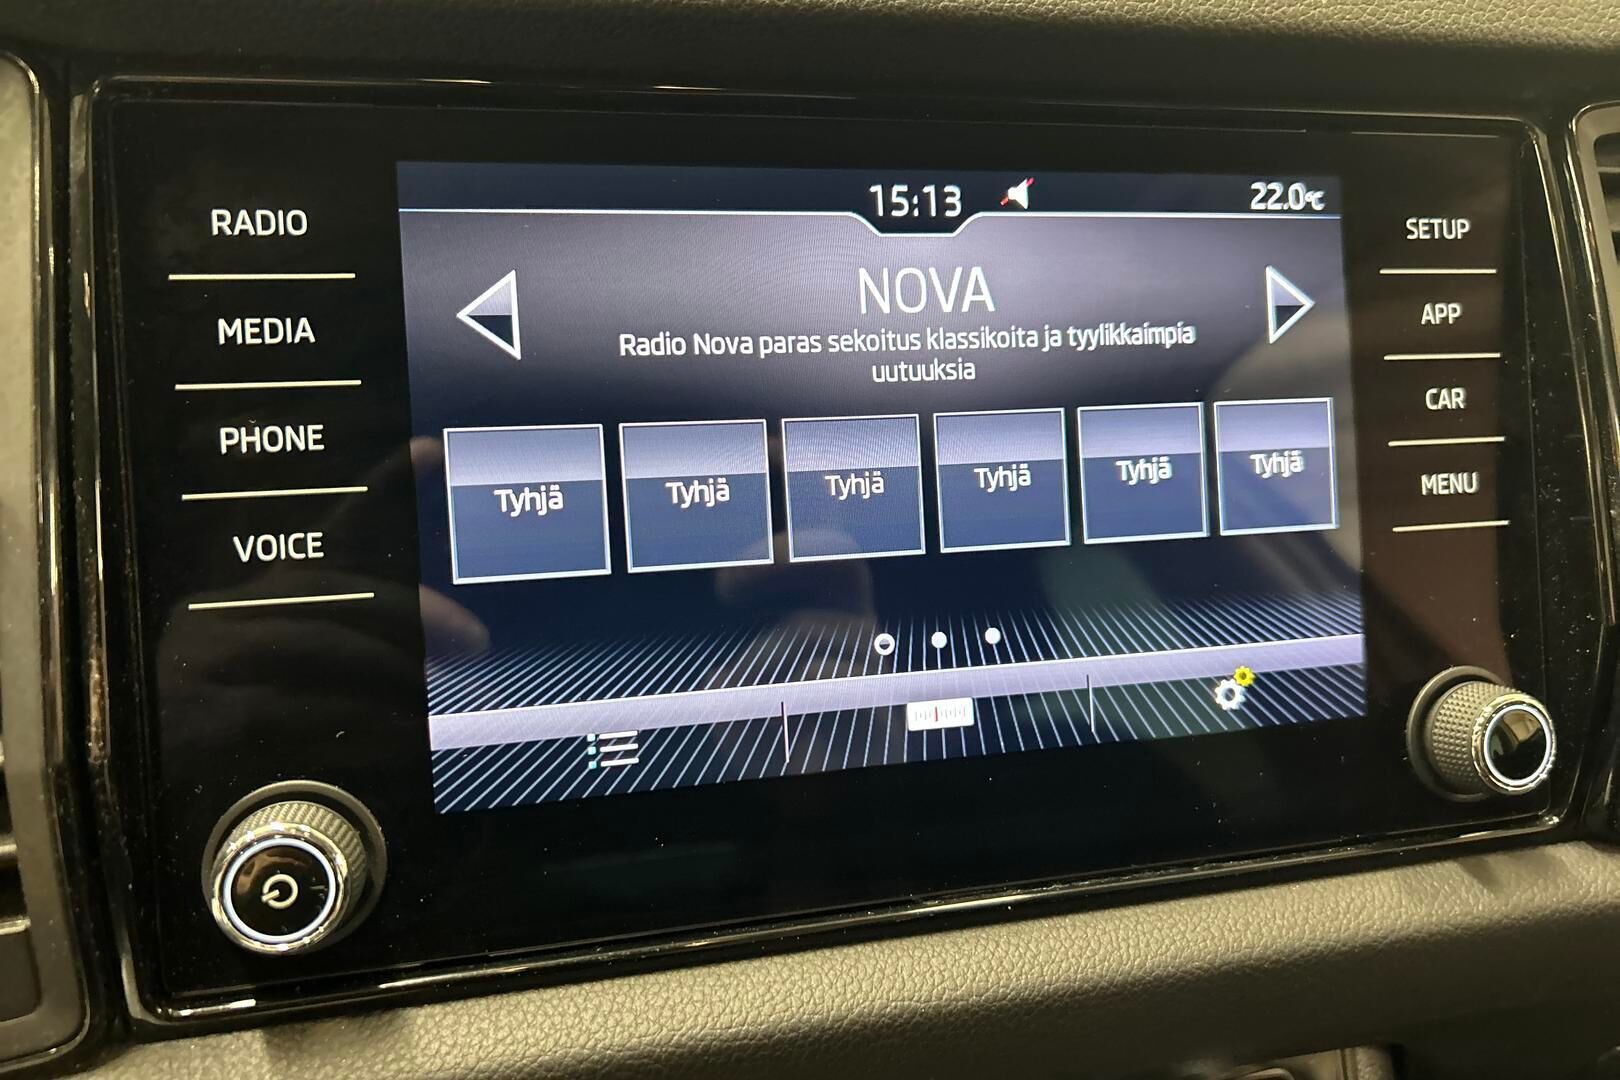 RADIO
MEDIA
PHONE
VOICE
15:13
22.0°C
NOVA
Radio Nova paras sekoitus klassikoita ja tyylikkaimpia
uutuuksia
Tyhjä Tyhjä Tyhjä Tyhjä Tyhjä Tyhjä
SETUP
APP
CAR
MENU